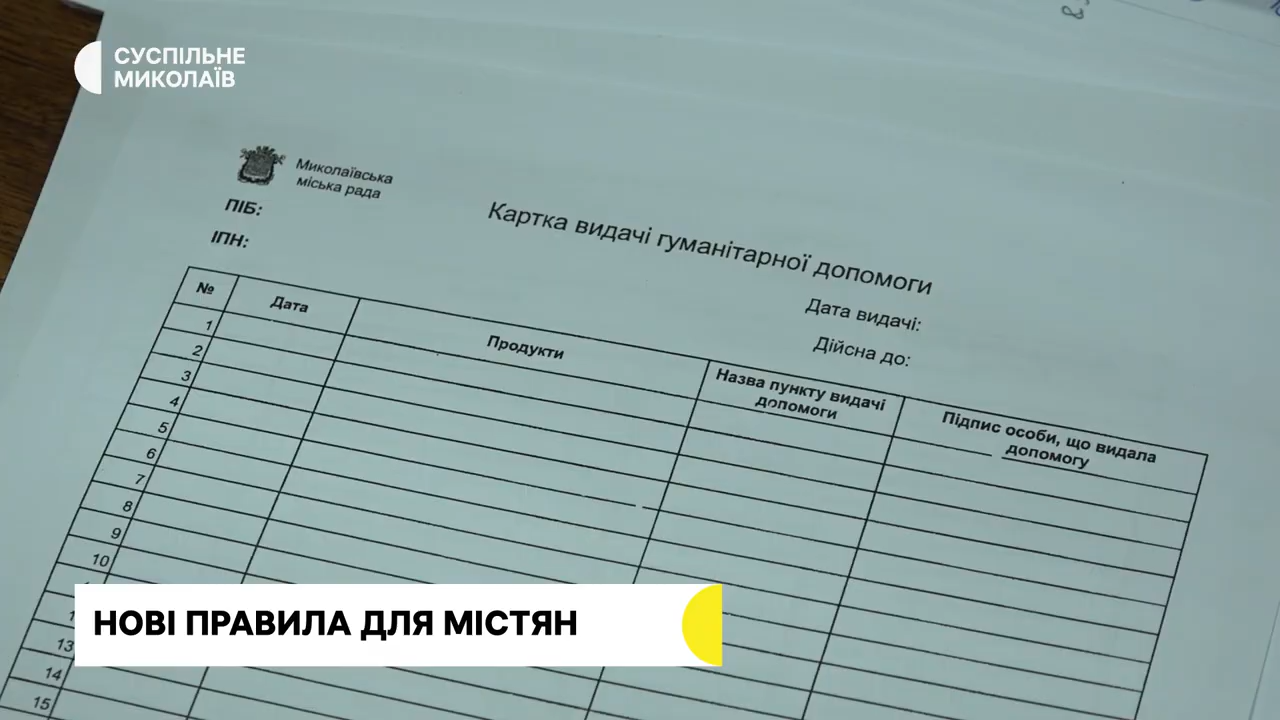 СУСПІЛЬНЕ
МИКОЛАЇВ
Миколаївська
міська рада
ПІБ:
ІПН:
Картка видачі гуманітарної допомоги
Дата видачі:
Дійсна до:
№
Дата
Продукти
Назва пункту видачі
допомоги
Підпис особи, що видала
допомогу
1
2
3
4
5
6
7
8
9
10
13
14
15
НОВІ ПРАВИЛА ДЛЯ МІСТЯН